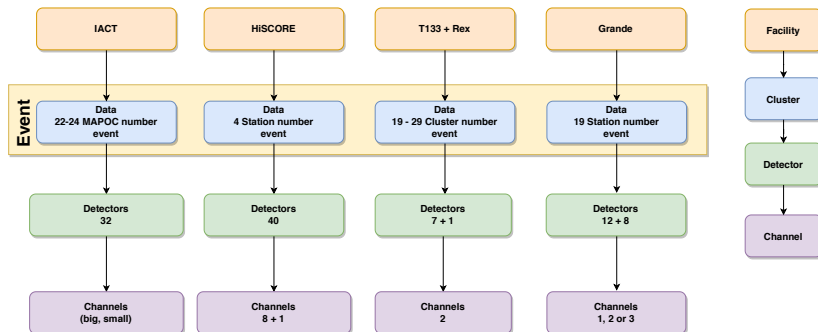 IACT
HiSCORE
T133 + Rex
Grande
Facility
Event
Data
22-24 MAPOC number
event
Data
4 Station number
event
Data
19 - 29 Cluster number
event
Data
19 Station number
event
Cluster
Detectors
32
Detectors
40
Detectors
7 + 1
Detectors
12 + 8
Detector
Channel
Channels
(big, small)
Channels
8 + 1
Channels
2
Channels
1, 2 or 3